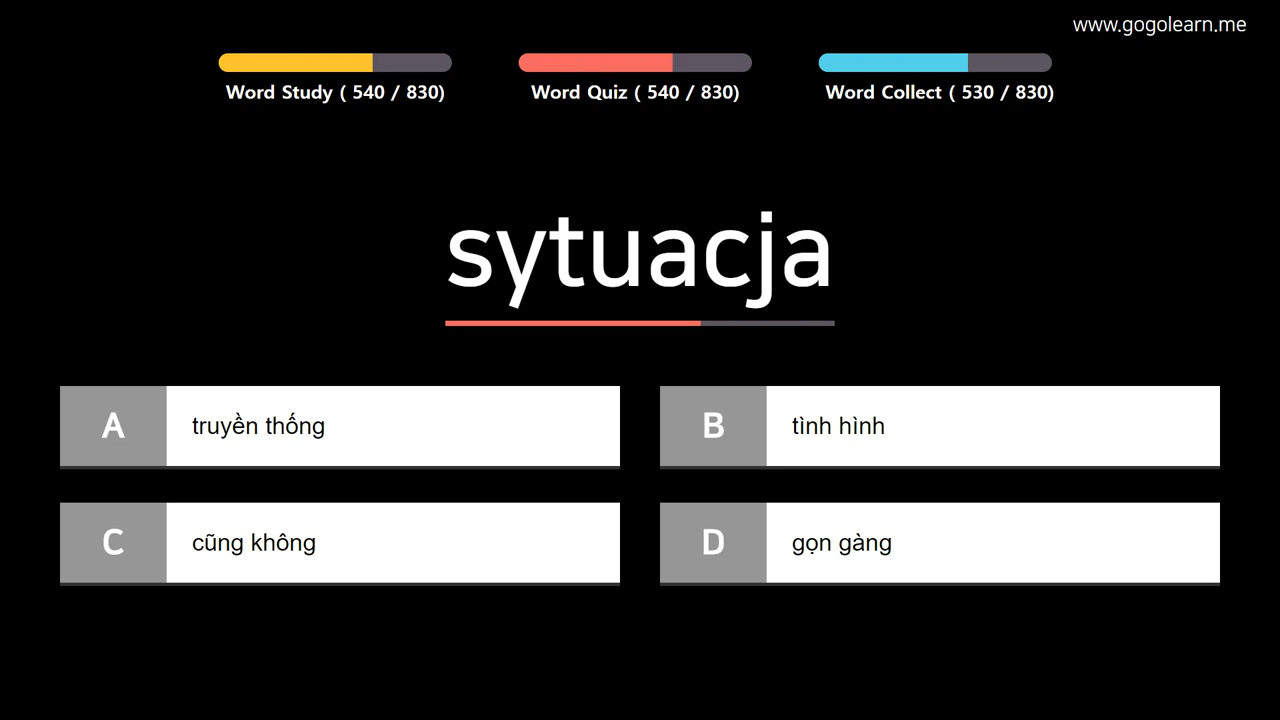 www.gogolearn.me
Word Study ( 540 / 830)
Word Quiz ( 540 / 830)
Word Collect ( 530 / 830)
sytuacja
A
truyền thống
B
tình hình
C
cũng không
D
gọn gàng